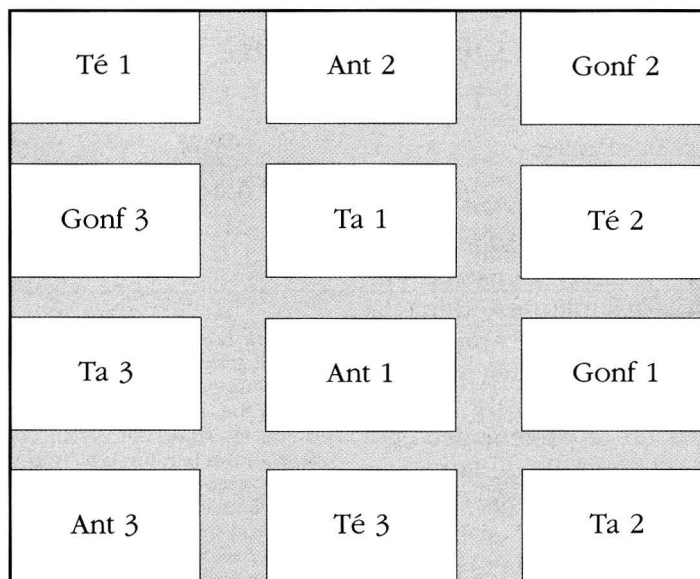 Té 1 Ant 2 Gonf 2
Gonf 3 Ta 1 Té 2
Ta 3 Ant 1 Gonf 1
Ant 3 Té 3 Ta 2